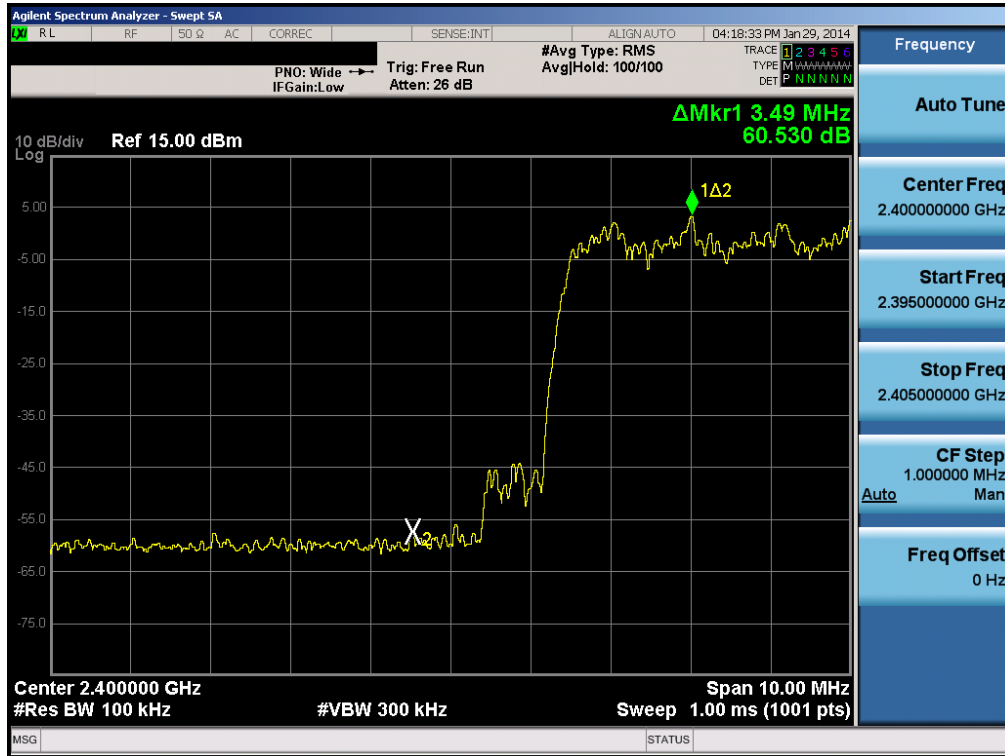 Agilent Spectrum Analyzer - Swept SA
LXI RL RF 50 Ω AC CORREC SENSE:INT ALIGN AUTO 04:18:33 PM Jan 29, 2014
Frequency
PNO: Wide
IFGain:Low
Trig: Free Run
Atten: 26 dB
#Avg Type: RMS
Avg|Hold: 100/100
TRACE 1 2 3 4 5 6
TYPE M WWWWW
DET P N N N N N
Auto Tune
ΔMkr1 3.49 MHz
60.530 dB
10 dB/div Ref 15.00 dBm
Log
1Δ2
5.00
-5.00
-15.0
-25.0
-35.0
-45.0
-55.0
-65.0
-75.0
X2
Center Freq
2.400000000 GHz
Start Freq
2.395000000 GHz
Stop Freq
2.405000000 GHz
CF Step
1.000000 MHz
Auto Man
Freq Offset
0 Hz
Center 2.400000 GHz Span 10.00 MHz
#Res BW 100 kHz #VBW 300 kHz Sweep 1.00 ms (1001 pts)
MSG STATUS